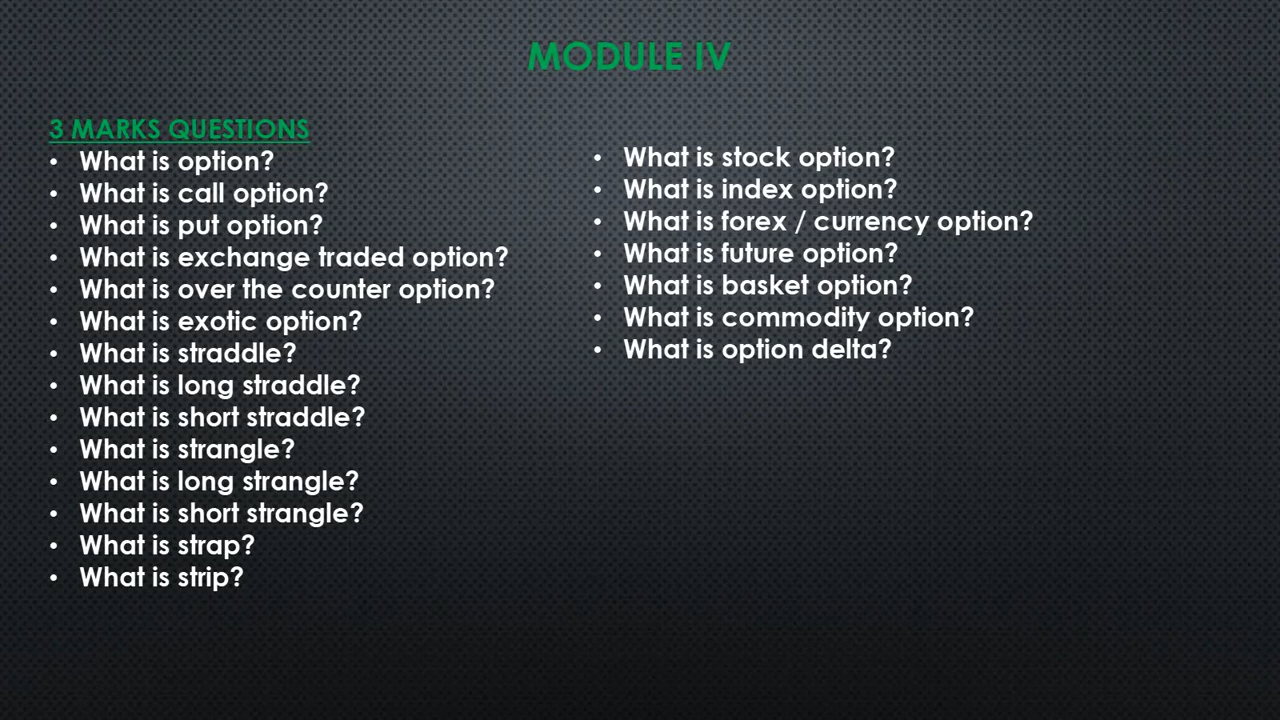 MODULE IV
3 MARKS QUESTIONS
• What is option?
• What is call option?
• What is put option?
• What is exchange traded option?
• What is over the counter option?
• What is exotic option?
• What is straddle?
• What is long straddle?
• What is short straddle?
• What is strangle?
• What is long strangle?
• What is short strangle?
• What is strap?
• What is strip?
• What is stock option?
• What is index option?
• What is forex / currency option?
• What is future option?
• What is basket option?
• What is commodity option?
• What is option delta?